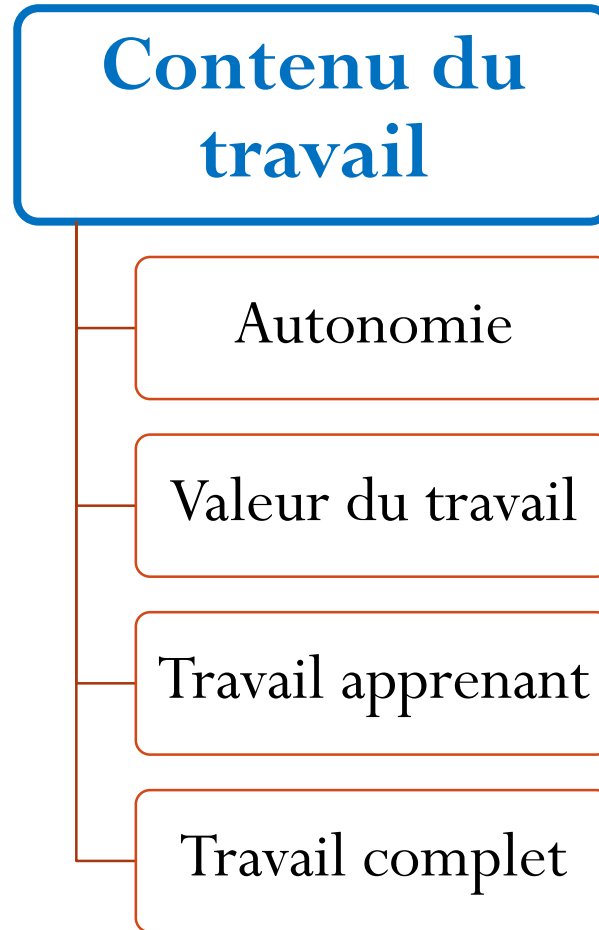 Contenu du
travail
Autonomie
Valeur du travail
Travail apprenant
Travail complet